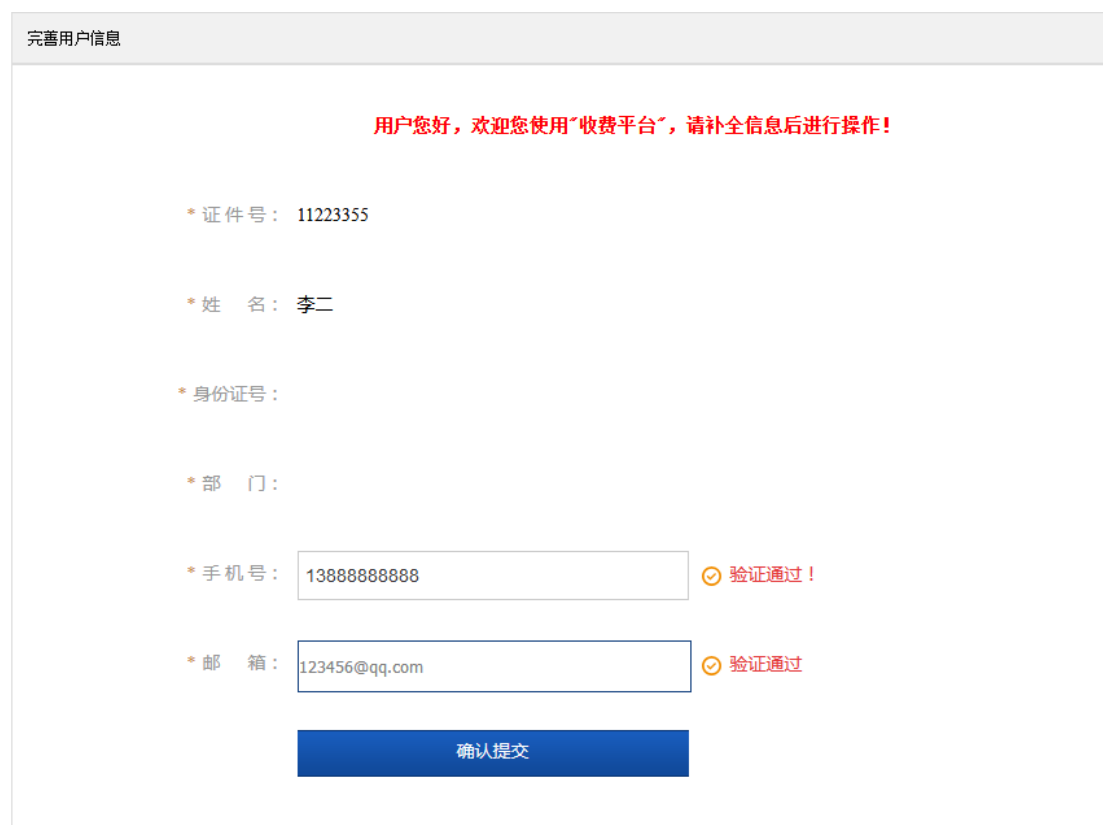 完善用户信息
用户您好，欢迎您使用"收费平台"，请补全信息后进行操作！
* 证 件 号： 11223355
* 姓 名： 李二
* 身份证号：
* 部 门：
* 手 机 号： 13888888888 验证通过！
* 邮 箱： 123456@qq.com 验证通过
确认提交